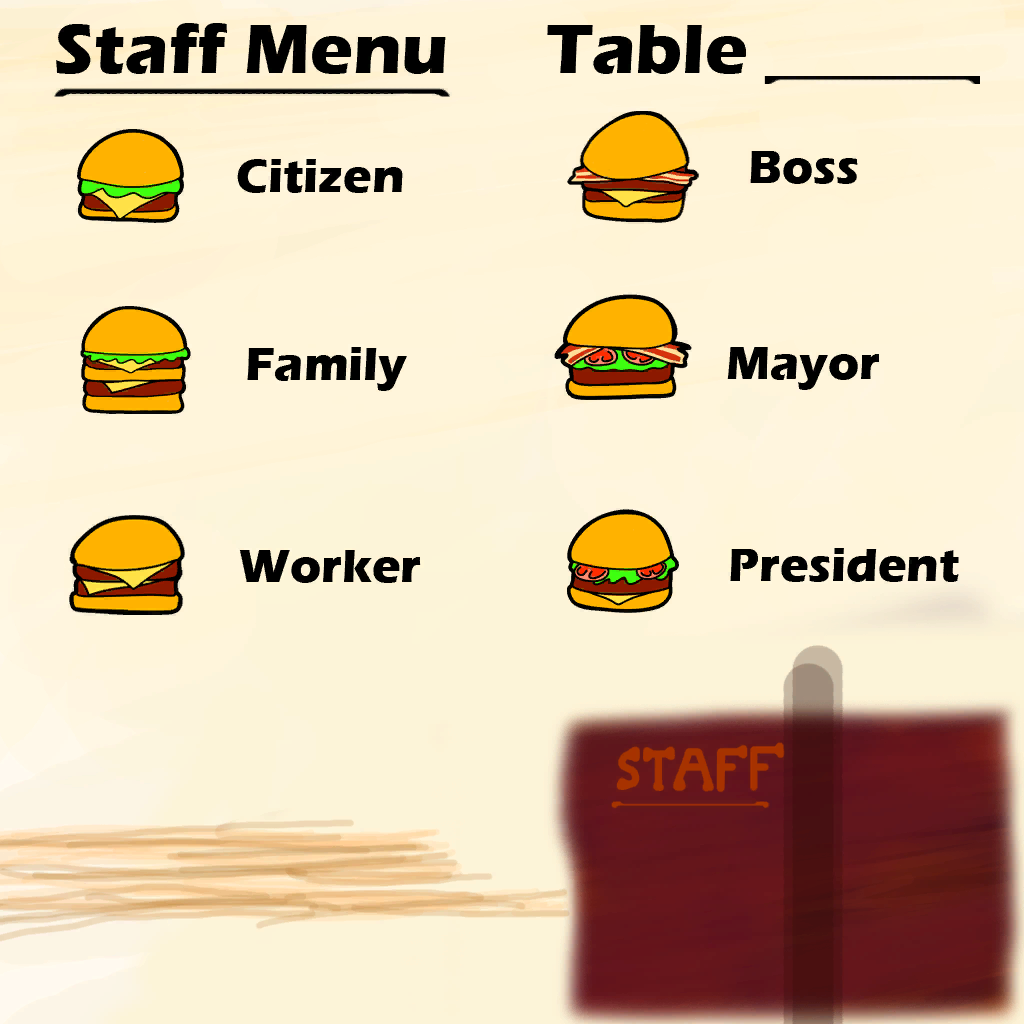 Staff Menu
Table
Citizen
Boss
Family
Mayor
Worker
President
STAFF